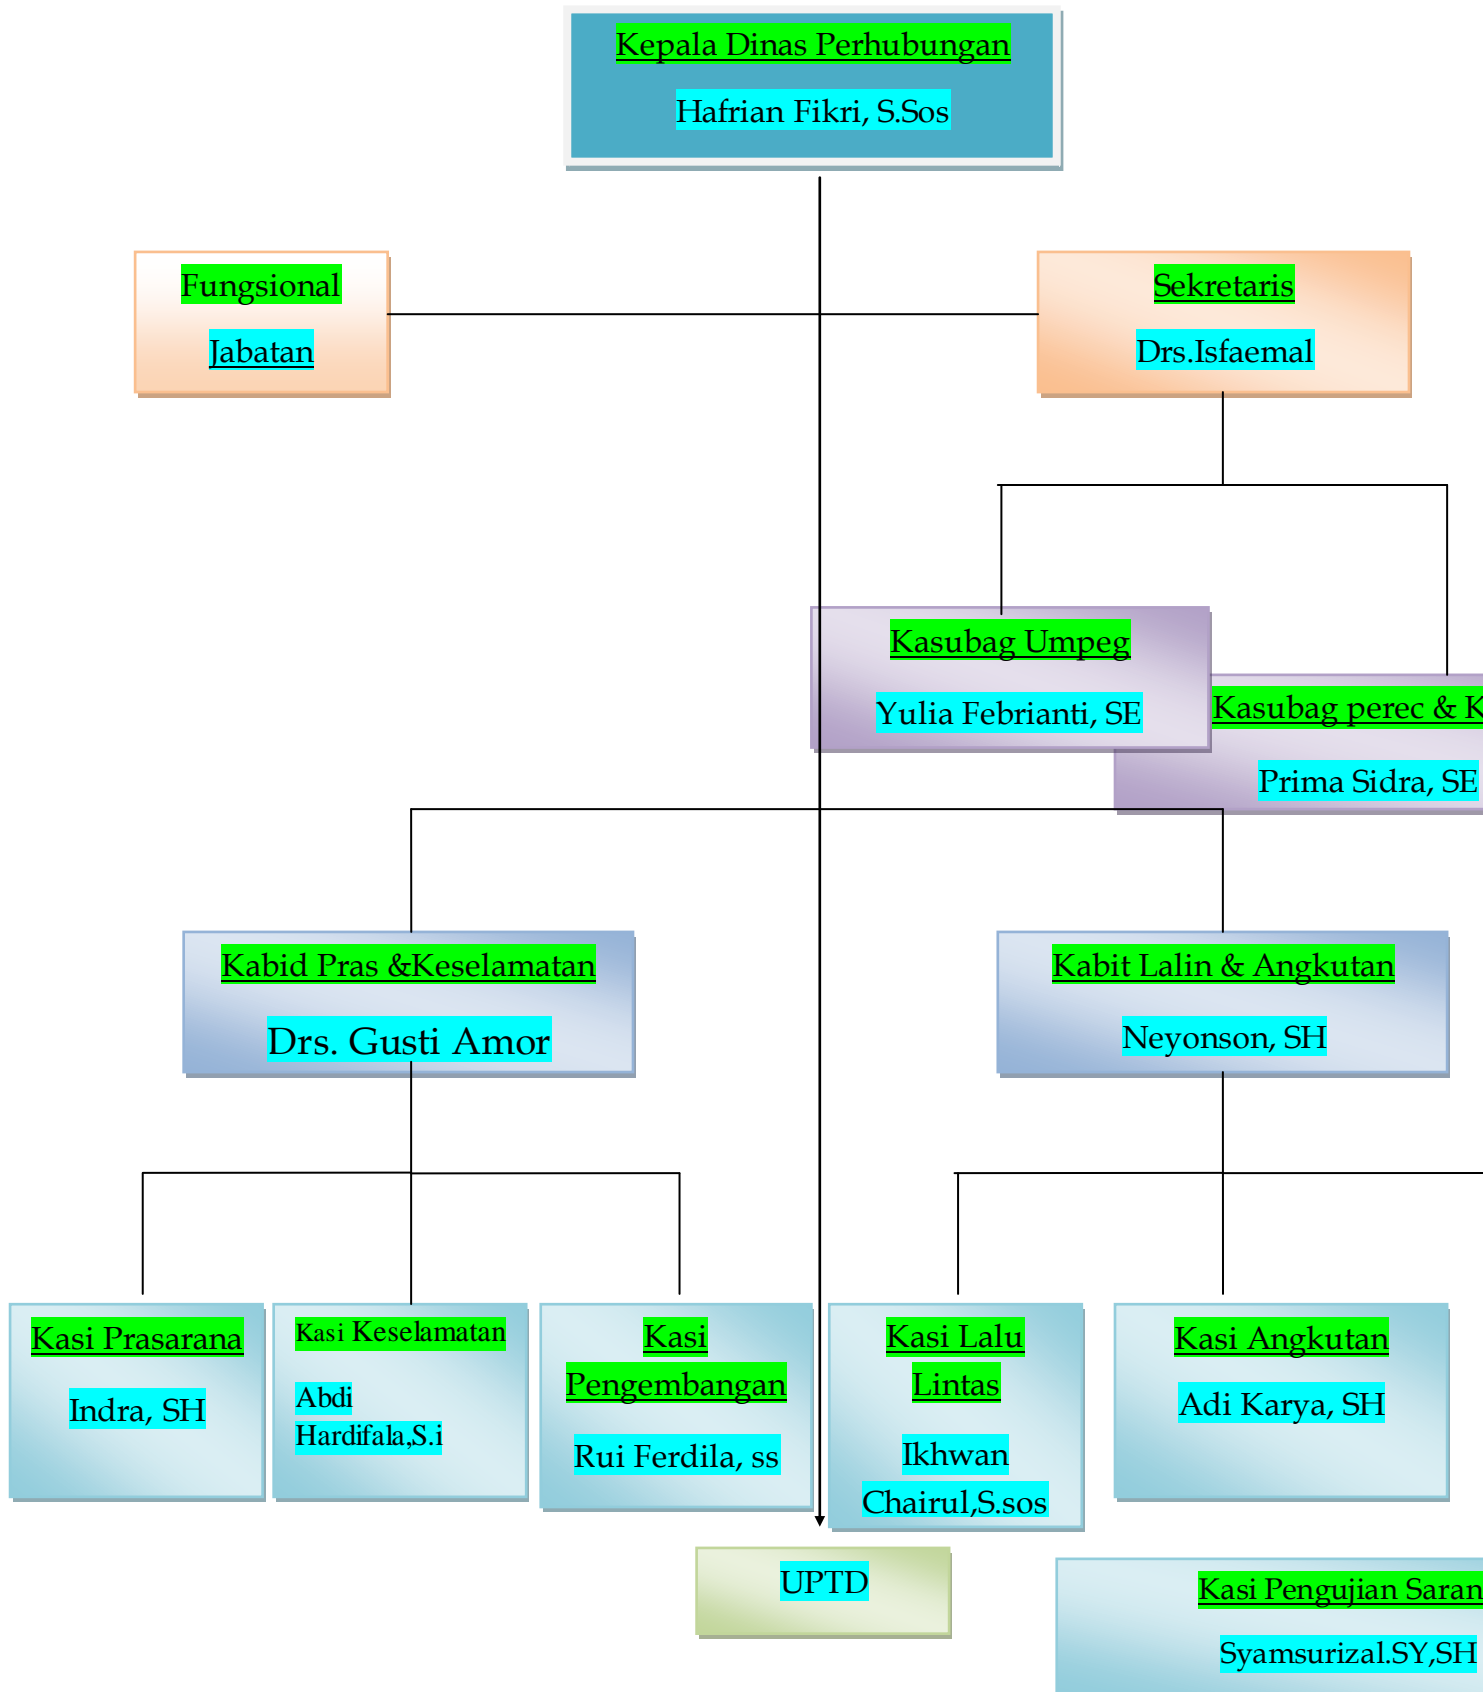 Kepala Dinas Perhubungan
Hafrian Fikri, S.Sos
Fungsional
Jabatan
Sekretaris
Drs.Isfaemal
Kasubag Umpeg
Yulia Febrianti, SE
Kasubag perec & K
Prima Sidra, SE
Kabid Pras &Keselamatan
Drs. Gusti Amor
Kabit Lalin & Angkutan
Neyonson, SH
Kasi Prasarana
Indra, SH
Kasi Keselamatan
Abdi
Hardifala,S.i
Kasi
Pengembangan
Rui Ferdila, ss
Kasi Lalu
Lintas
Ikhwan
Chairul,S.sos
Kasi Angkutan
Adi Karya, SH
UPTD
Kasi Pengujian Saran
Syamsurizal.SY,SH